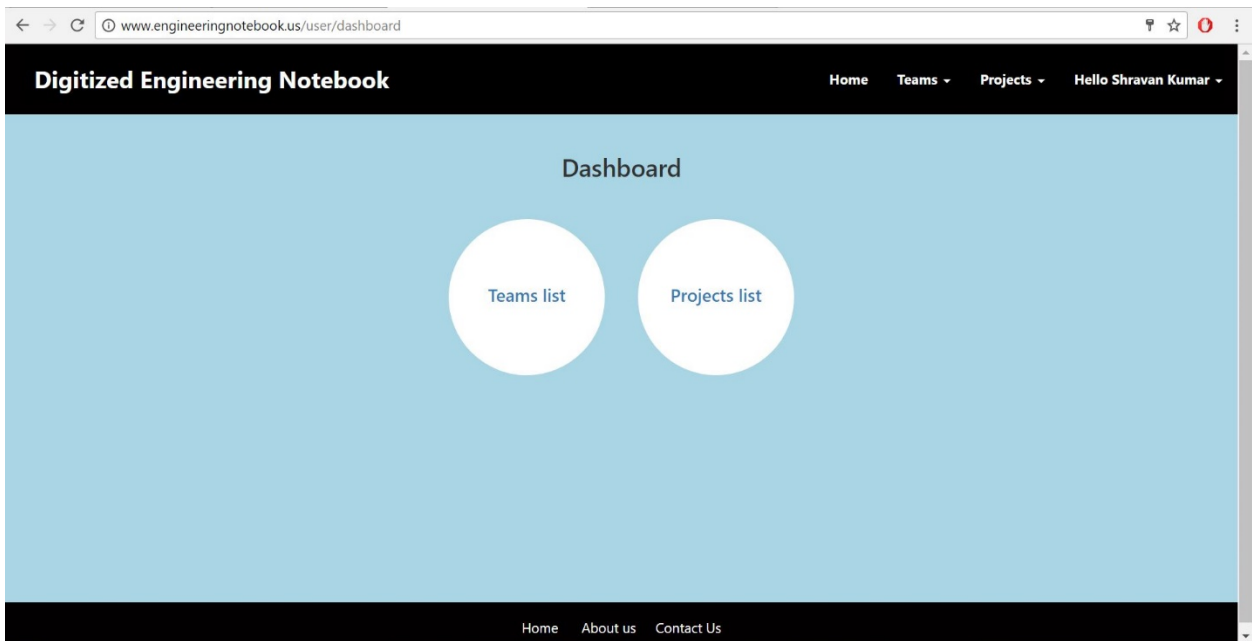 www.engineeringnotebook.us/user/dashboard
Digitized Engineering Notebook Home Teams Projects Hello Shravan Kumar
Dashboard
Teams list Projects list
Home About us Contact Us